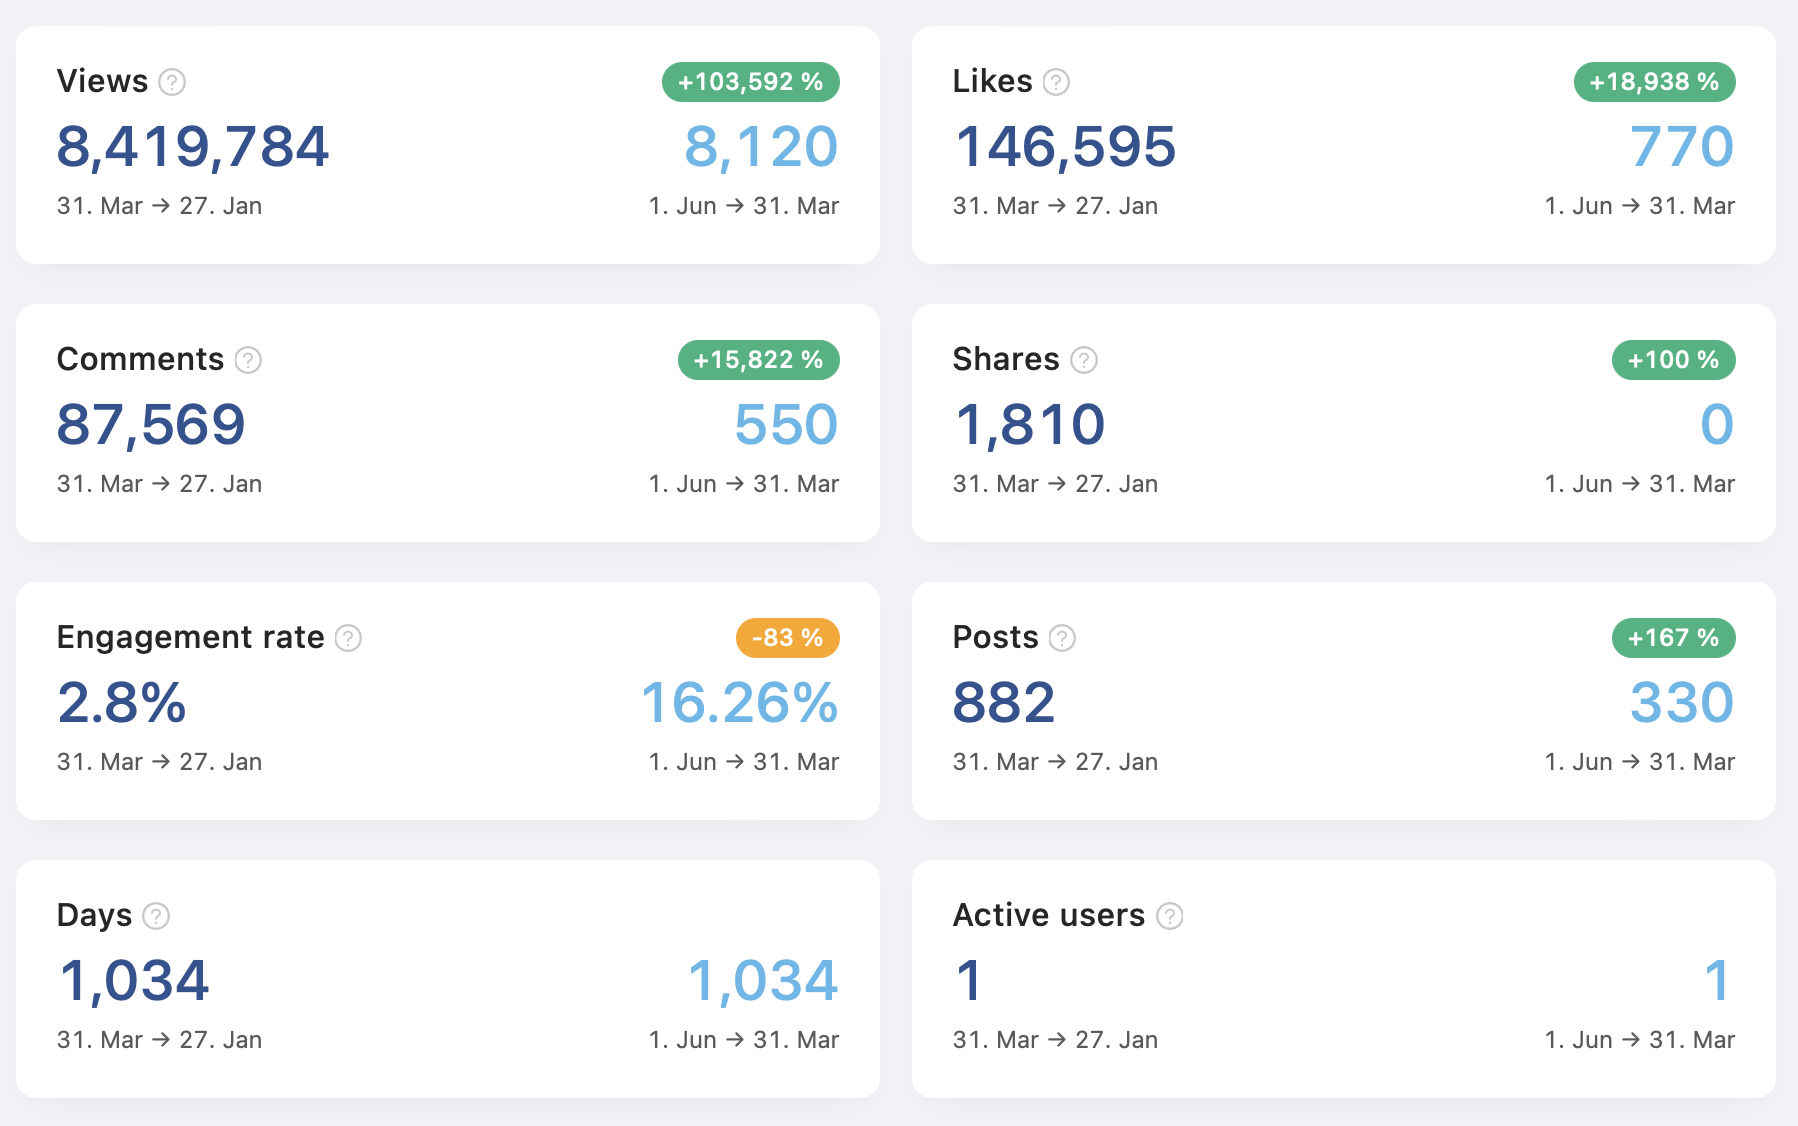 Views ? +103,592 %
8,419,784 8,120
31. Mar → 27. Jan 1. Jun → 31. Mar
Likes ? +18,938 %
146,595 770
31. Mar → 27. Jan 1. Jun → 31. Mar
Comments ? +15,822 %
87,569 550
31. Mar → 27. Jan 1. Jun → 31. Mar
Shares ? +100 %
1,810 0
31. Mar → 27. Jan 1. Jun → 31. Mar
Engagement rate ? -83 %
2.8% 16.26%
31. Mar → 27. Jan 1. Jun → 31. Mar
Posts ? +167 %
882 330
31. Mar → 27. Jan 1. Jun → 31. Mar
Days ?
1,034 1,034
31. Mar → 27. Jan 1. Jun → 31. Mar
Active users ?
1 1
31. Mar → 27. Jan 1. Jun → 31. Mar